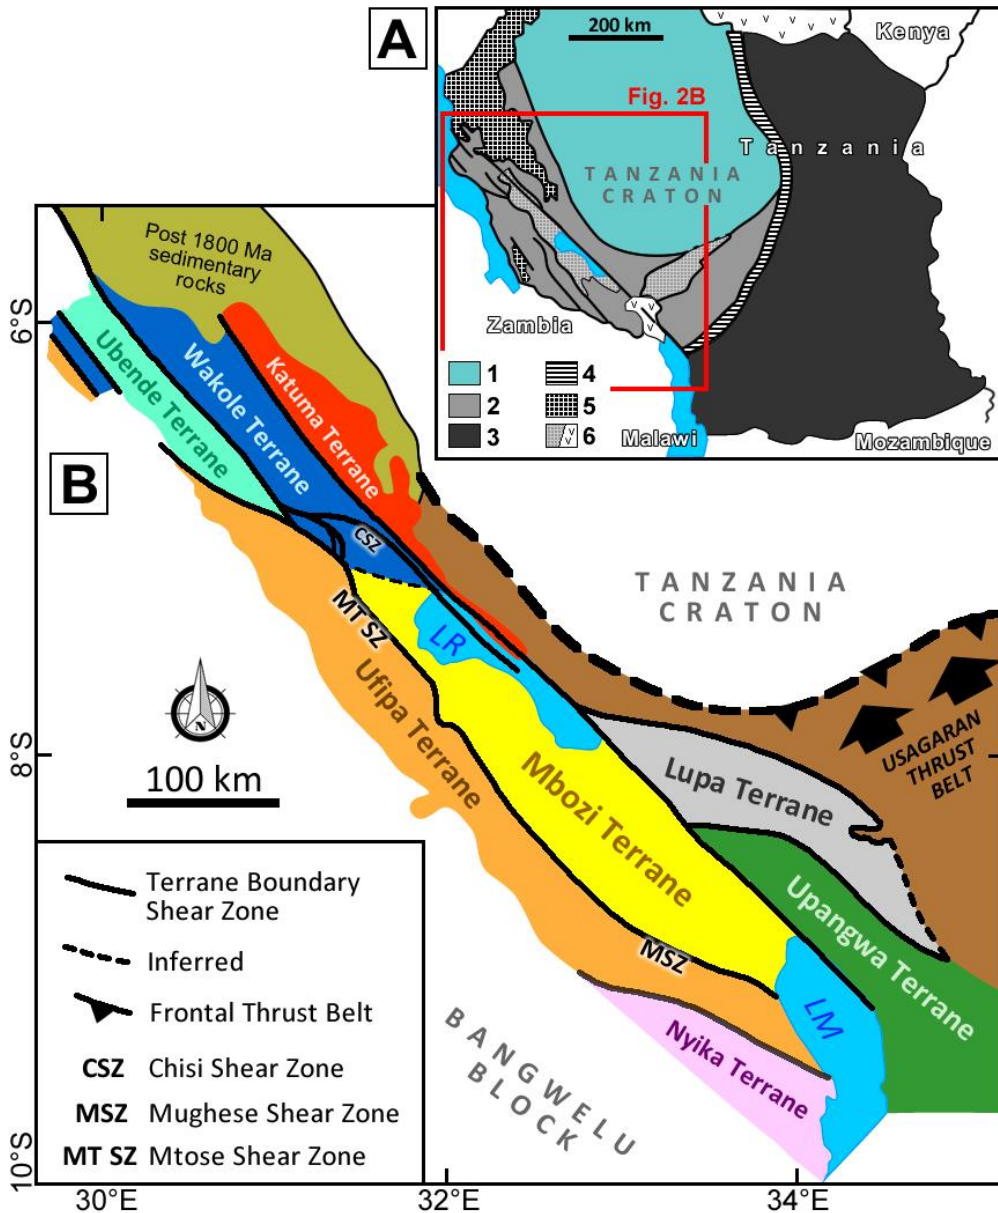 A
200 km
Kenya
Fig. 2B
Tanzania
TANZANIA
CRATON
Zambia
1
2
3
4
5
6
v v v v v v
v v v
Malawi
Mozambique
B
Post 1800 Ma
sedimentary
rocks
6°S
Ubende Terrane
Wakole Terrane
Katuma Terrane
CSZ
MT SZ
LR
TANZANIA
CRATON
Ufipa Terrane
N
100 km
8°S
Mbozi Terrane
Lupa Terrane
USAGARAN
THRUST
BELT
Upangwa Terrane
MSZ
LM
Nyika Terrane
BANGWELU
BLOCK
Terrane Boundary
Shear Zone
Inferred
Frontal Thrust Belt
CSZ Chisi Shear Zone
MSZ Mughese Shear Zone
MT SZ Mtose Shear Zone
10°S
30°E
32°E
34°E